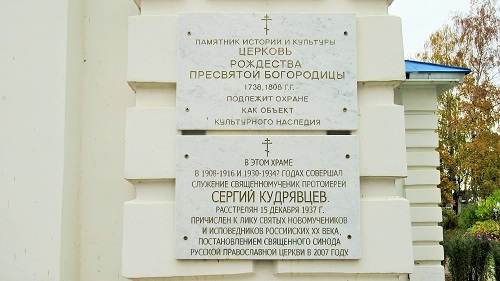 ПАМЯТНИК ИСТОРИИ И КУЛЬТУРЫ
ЦЕРКОВЬ
РОЖДЕСТВА
ПРЕСВЯТОЙ БОГОРОДИЦЫ
1738, 1808 Г.Г.
ПОДЛЕЖИТ ОХРАНЕ
КАК ОБЪЕКТ
КУЛЬТУРНОГО НАСЛЕДИЯ
В ЭТОМ ХРАМЕ
В 1908-1916 И 1930-1934? ГОДАХ СОВЕРШАЛ
СЛУЖЕНИЕ СВЯЩЕННОМУЧЕНИК ПРОТОИЕРЕЙ
СЕРГИЙ КУДРЯВЦЕВ.
РАССТРЕЛЯН 15 ДЕКАБРЯ 1937 Г.
ПРИЧИСЛЕН К ЛИКУ СВЯТЫХ НОВОМУЧЕНИКОВ
И ИСПОВЕДНИКОВ РОССИЙСКИХ XX ВЕКА,
ПОСТАНОВЛЕНИЕМ СВЯЩЕННОГО СИНОДА
РУССКОЙ ПРАВОСЛАВНОЙ ЦЕРКВИ В 2007 ГОДУ.